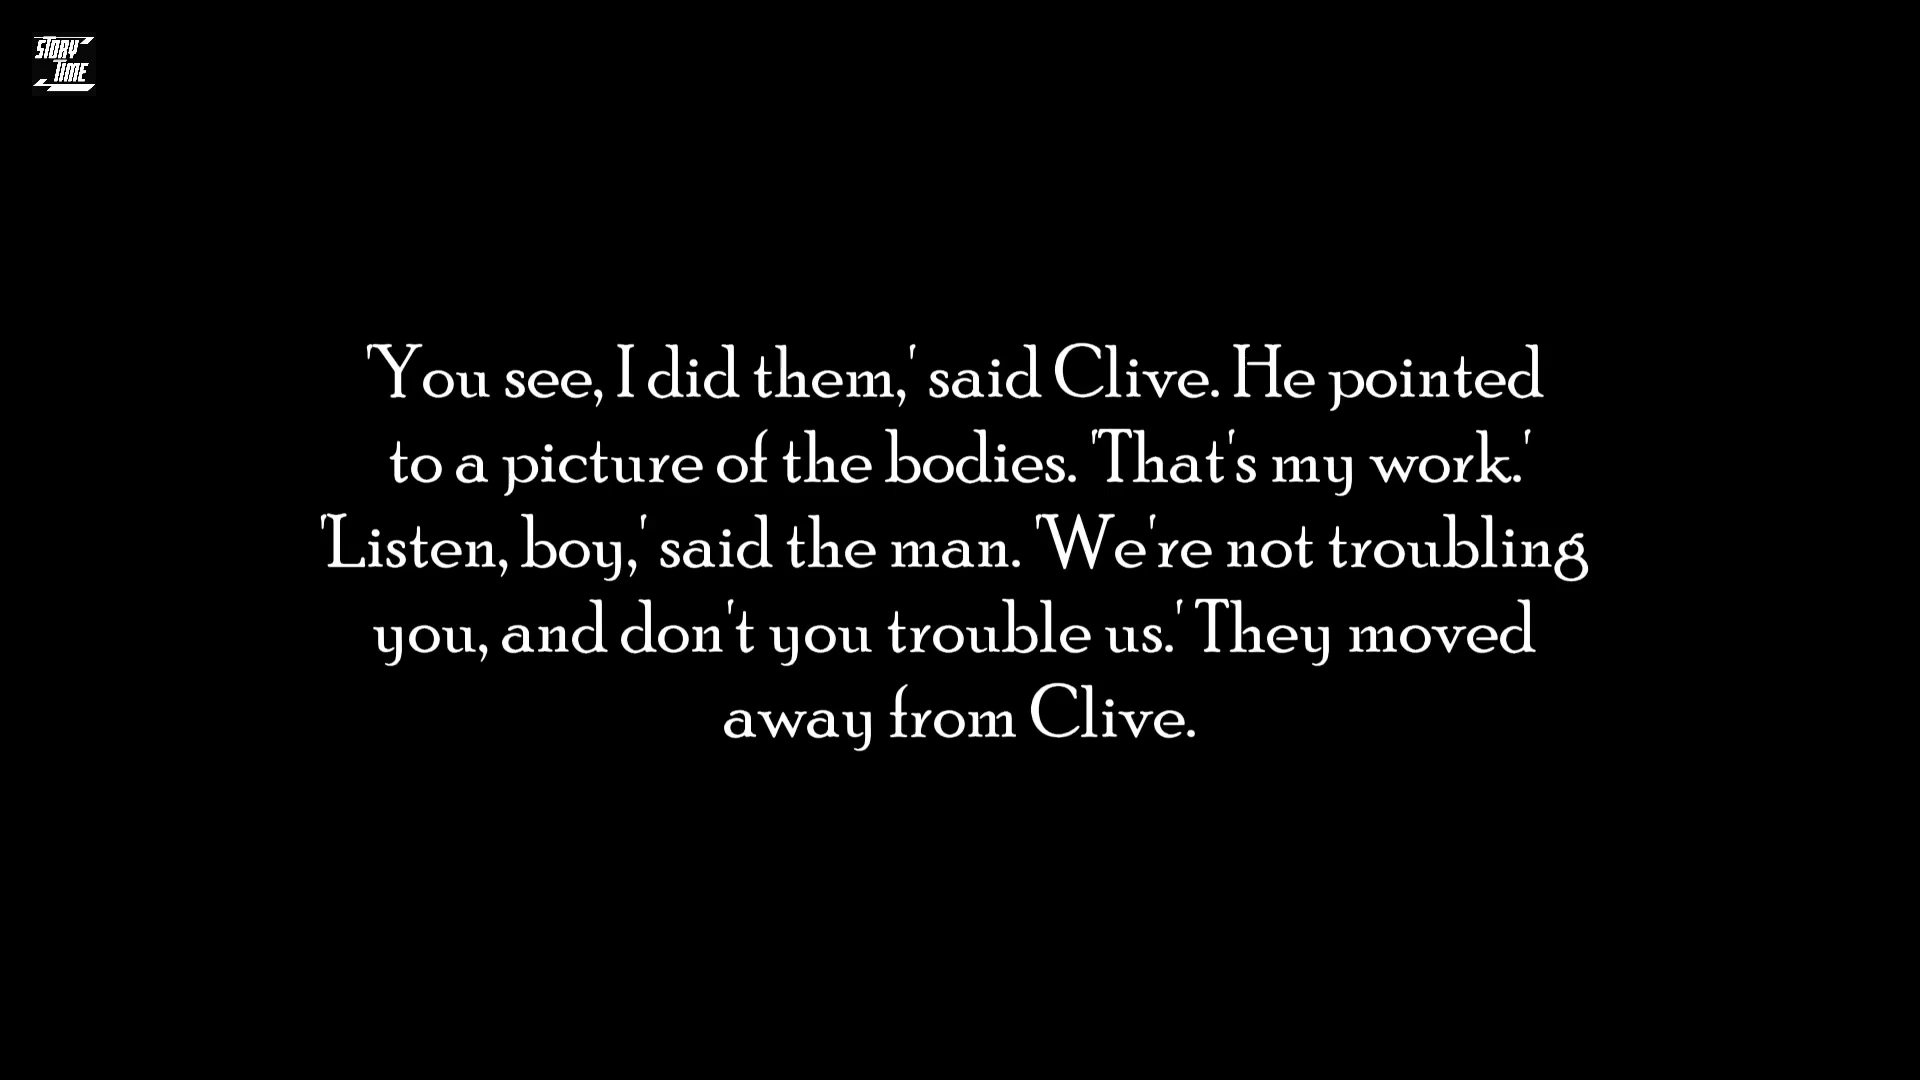 STORY
TIME
'You see, I did them,' said Clive. He pointed
to a picture of the bodies. 'That's my work.'
'Listen, boy,' said the man. 'We're not troubling
you, and don't you trouble us.' They moved
away from Clive.